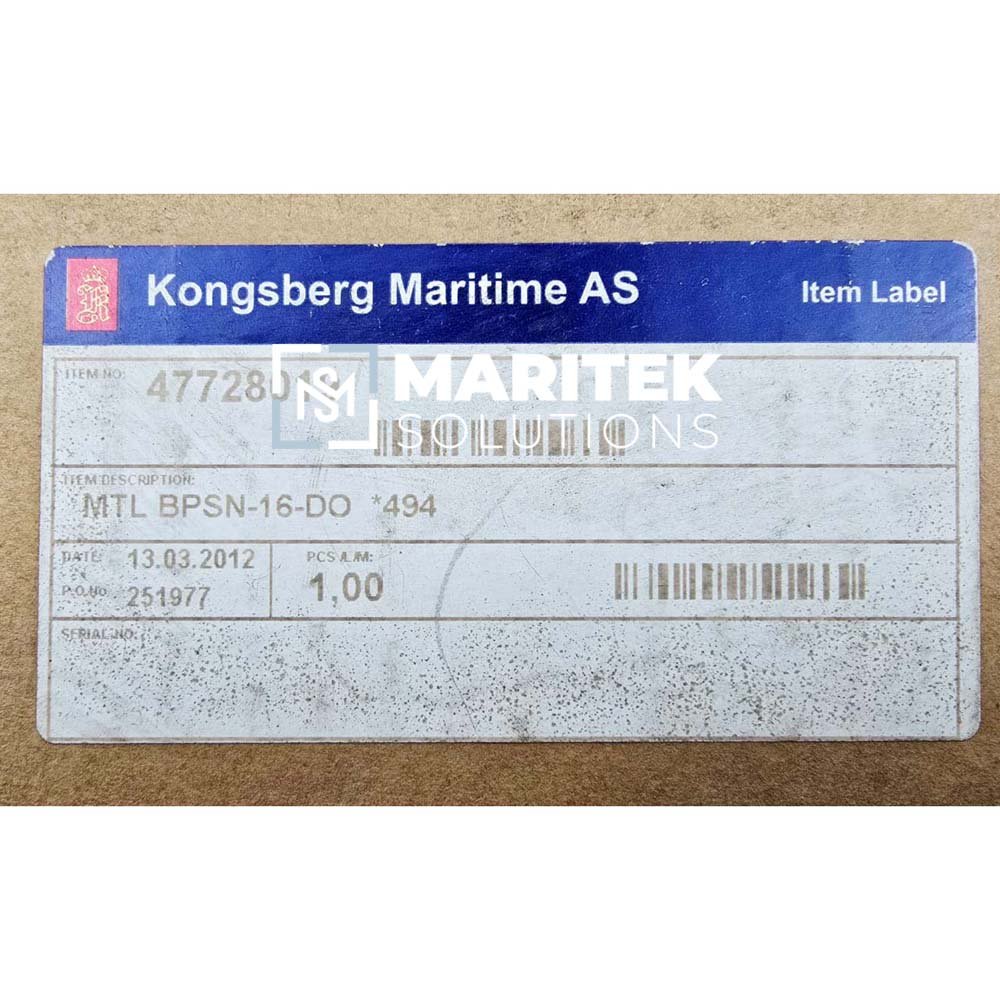 Kongsberg Maritime AS Item Label
ITEM NO:
MARITEK
SOLUTIONS
ITEM DESCRIPTION:
MTL BPSN-16-DO *494
DATE: 13.03.2012 PCS /L/M:
P.O.No 251977 1,00
SERIAL NO.: